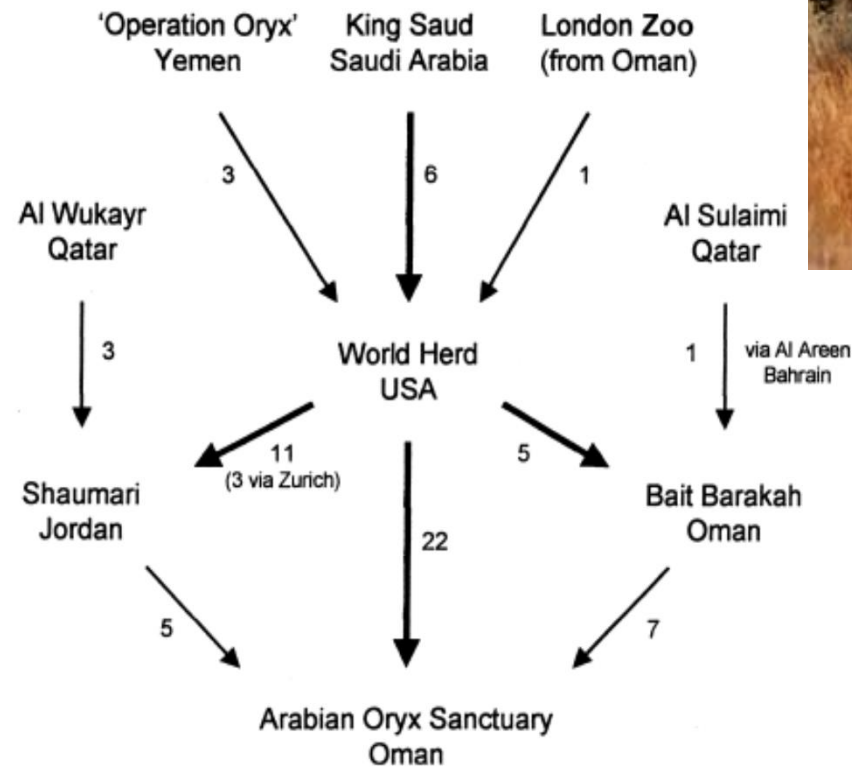 ‘Operation Oryx’
Yemen
King Saud
Saudi Arabia
London Zoo
(from Oman)
3
6
1
Al Wukayr
Qatar
Al Sulaimi
Qatar
3
World Herd
USA
1
via Al Areen
Bahrain
11
(3 via Zurich)
5
Shaumari
Jordan
22
Bait Barakah
Oman
5
7
Arabian Oryx Sanctuary
Oman